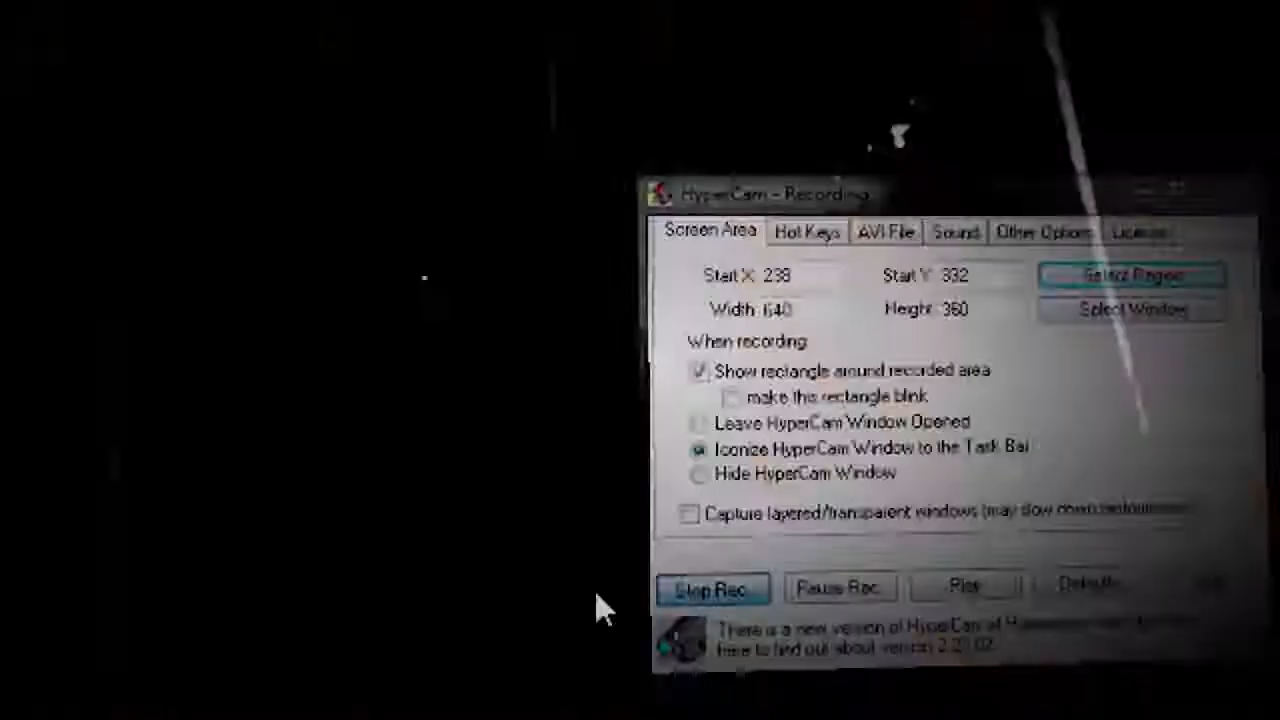 HyperCam - Recording
Screen Area Hot Keys AVI File Sound Other Options License
Start X 238 Start Y 332 Select Region
Width 640 Height 360 Select Window
When recording
Show rectangle around recorded area
make this rectangle blink
Leave HyperCam Window Opened
Iconize HyperCam Window to the Task Bar
Hide HyperCam Window
Capture layered/transparent windows (may slow down performance)
Stop Rec. Pause Rec. Play Defaults
There is a new version of HyperCam
here to find out about version